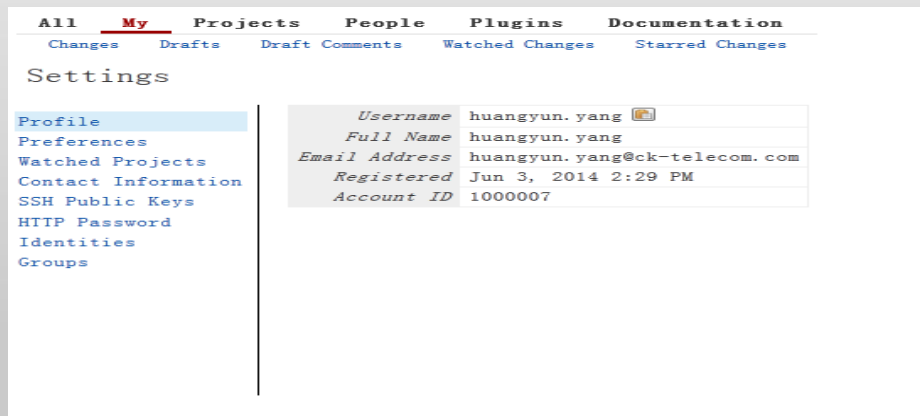 All My Projects People Plugins Documentation
Changes Drafts Draft Comments Watched Changes Starred Changes
Settings
Profile
Preferences
Watched Projects
Contact Information
SSH Public Keys
HTTP Password
Identities
Groups
Username huangyun.yang
Full Name huangyun.yang
Email Address huangyun.yang@ck-telecom.com
Registered Jun 3, 2014 2:29 PM
Account ID 1000007